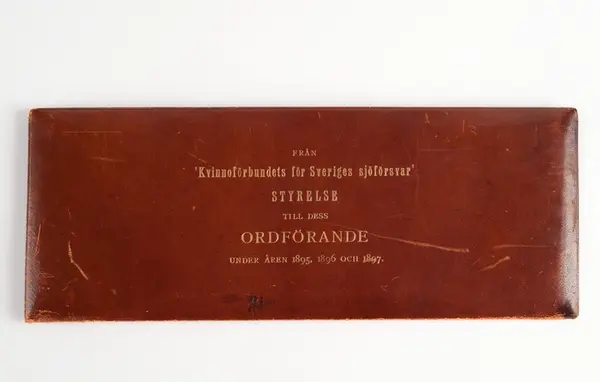 FRÅN
'Kvinnoförbundets för Sveriges sjöförsvar'
STYRELSE
TILL DESS
ORDFÖRANDE
UNDER ÅREN 1895, 1896 OCH 1897.